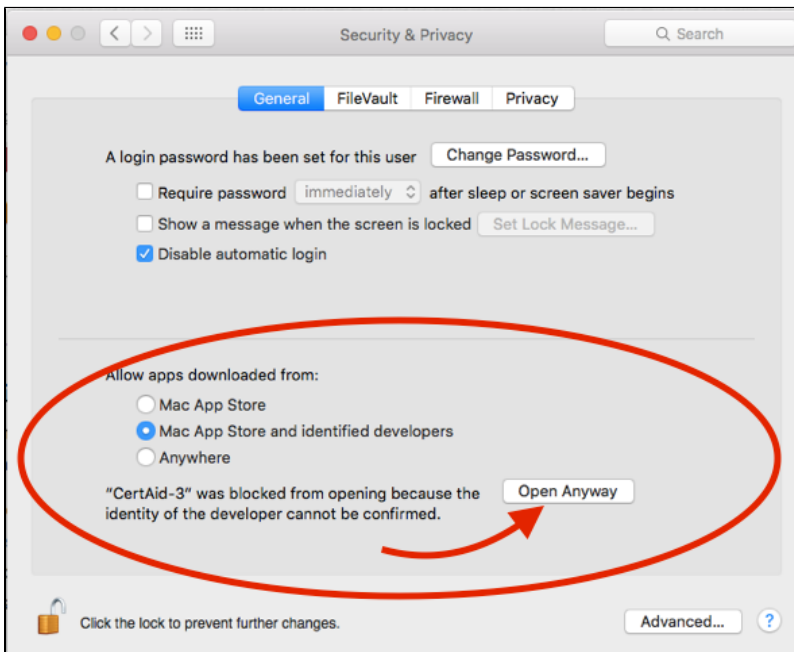 Security & Privacy
Search
General FileVault Firewall Privacy
A login password has been set for this user Change Password...
Require password immediately after sleep or screen saver begins
Show a message when the screen is locked Set Lock Message...
Disable automatic login
Allow apps downloaded from:
Mac App Store
Mac App Store and identified developers
Anywhere
"CertAid-3" was blocked from opening because the Open Anyway
identity of the developer cannot be confirmed.
Click the lock to prevent further changes. Advanced... ?